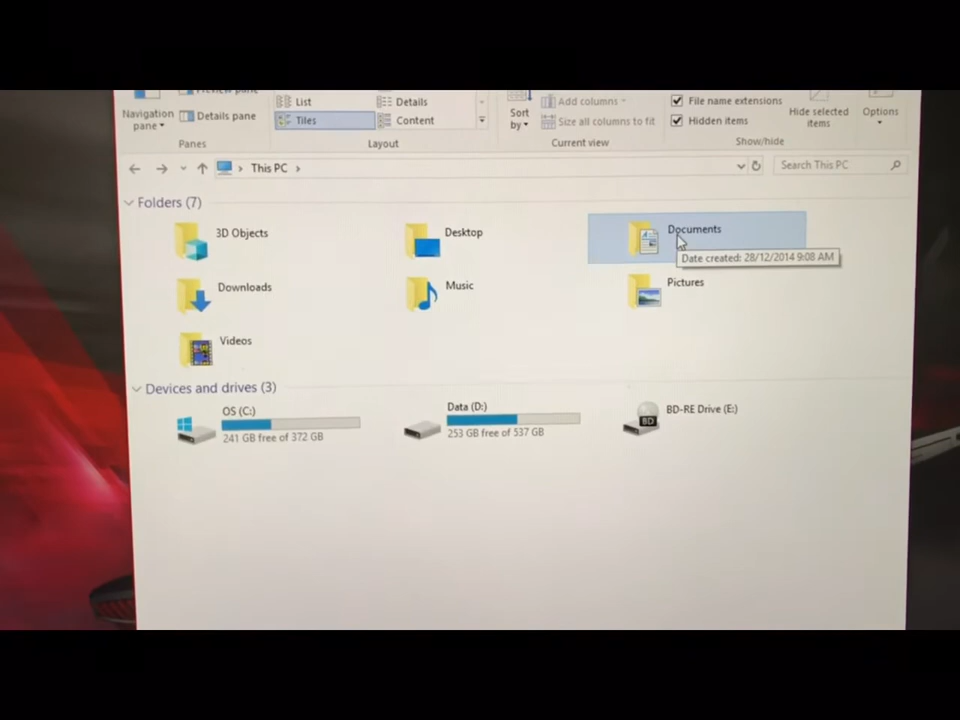 Preview pane
List
Details
Add columns
File name extensions
Navigation pane
Details pane
Tiles
Content
Sort by
Size all columns to fit
Hidden items
Hide selected items
Options
Panes
Layout
Current view
Show/hide
This PC
Search This PC
Folders (7)
3D Objects
Desktop
Documents
Date created: 28/12/2014 9:08 AM
Downloads
Music
Pictures
Videos
Devices and drives (3)
OS (C:)
241 GB free of 372 GB
Data (D:)
253 GB free of 537 GB
BD-RE Drive (E:)
BD